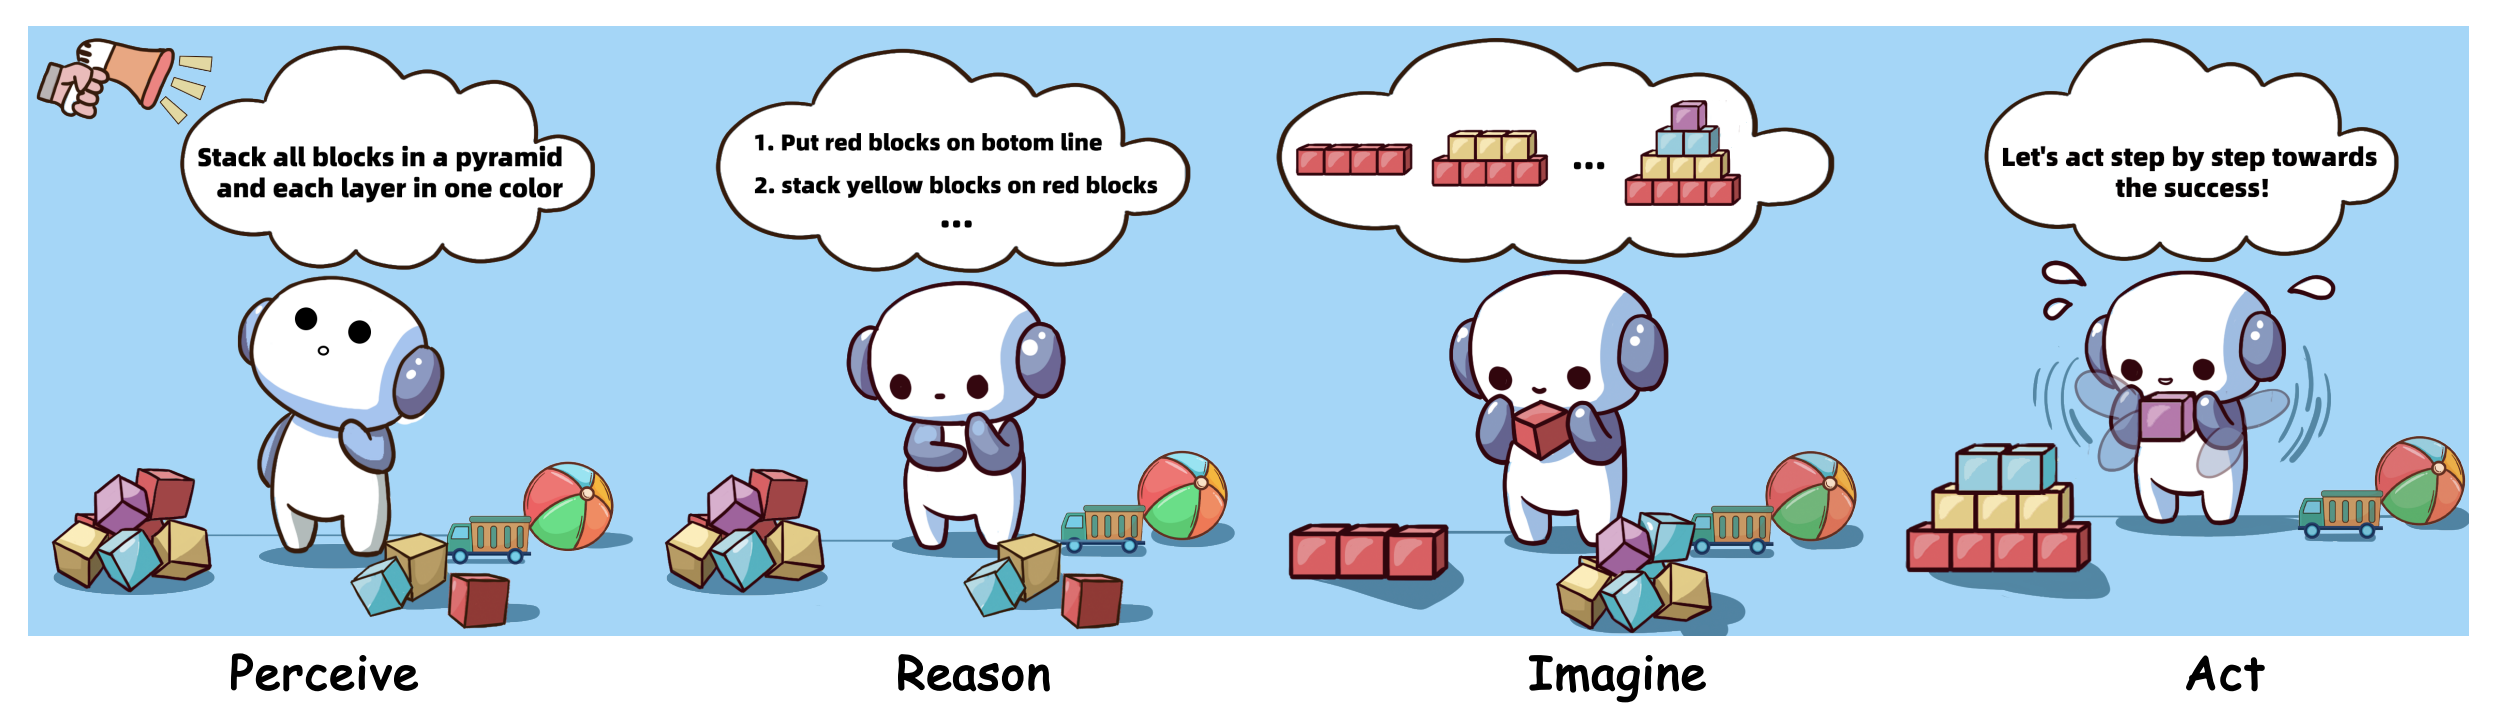 Stack all blocks in a pyramid
and each layer in one color
1. Put red blocks on botom line
2. stack yellow blocks on red blocks
...
...
Let's act step by step towards
the success!
Perceive
Reason
Imagine
Act